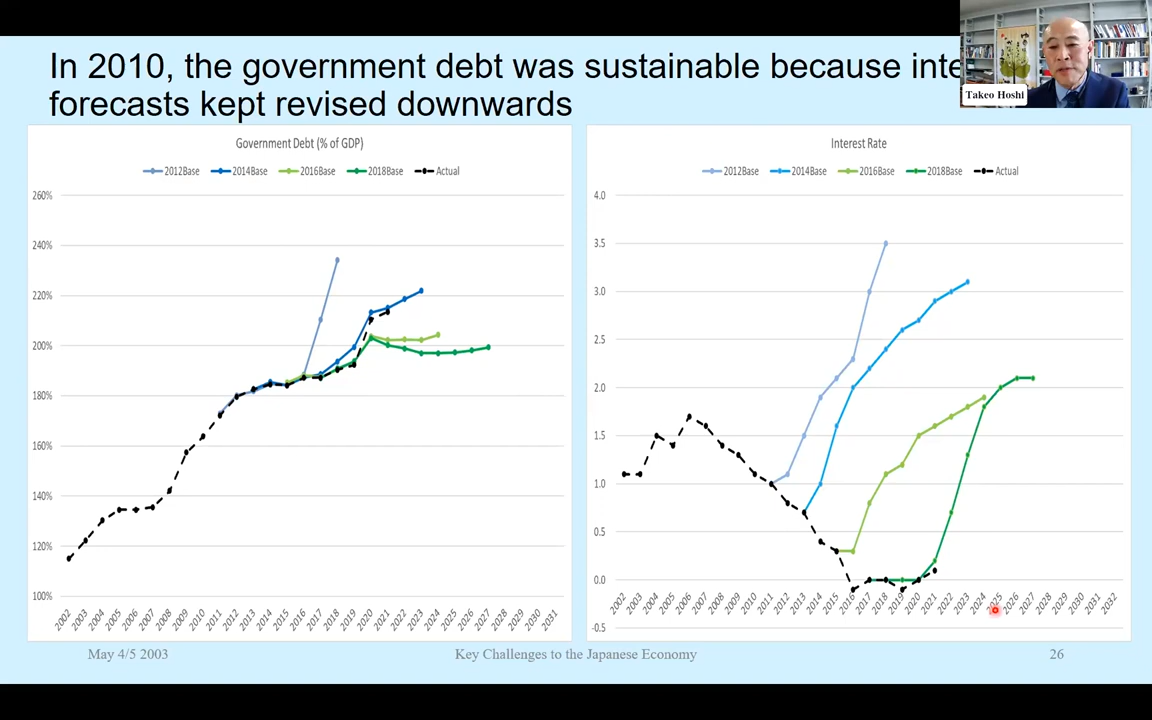 In 2010, the government debt was sustainable because inte
forecasts kept revised downwards
Takeo Hoshi
Government Debt (% of GDP)
2012Base 2014Base 2016Base 2018Base Actual
260%
240%
220%
200%
180%
160%
140%
120%
100%
2002 2003 2004 2005 2006 2007 2008 2009 2010 2011 2012 2013 2014 2015 2016 2017 2018 2019 2020 2021 2022 2023 2024 2025 2026 2027 2028 2029 2030 2031
Interest Rate
2012Base 2014Base 2016Base 2018Base Actual
4.0
3.5
3.0
2.5
2.0
1.5
1.0
0.5
0.0
-0.5
2002 2003 2004 2005 2006 2007 2008 2009 2010 2011 2012 2013 2014 2015 2016 2017 2018 2019 2020 2021 2022 2023 2024 2025 2026 2027 2028 2029 2030 2031 2032
May 4/5 2003
Key Challenges to the Japanese Economy
26